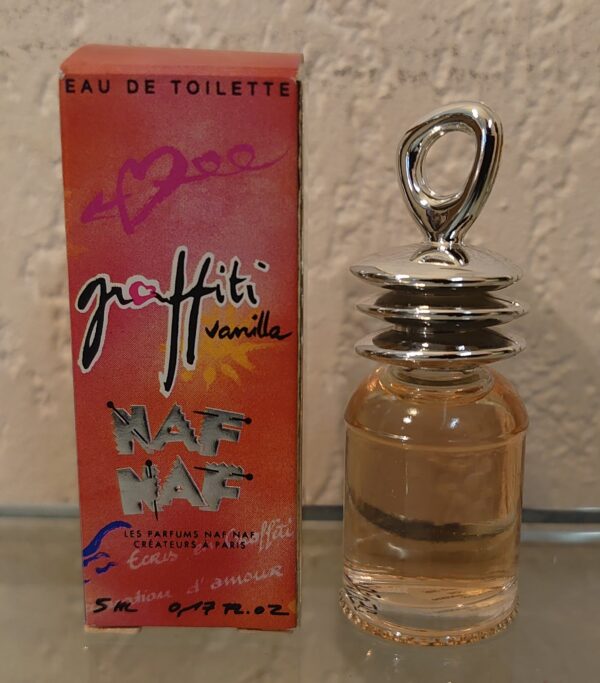 EAU DE TOILETTE
graffiti
vanilla
NAF
NAF
LES PARFUMS NAF NAF
CRÉATEURS À PARIS
Ecris graffiti
d'amour
5 ml 0,17 Fl.oz